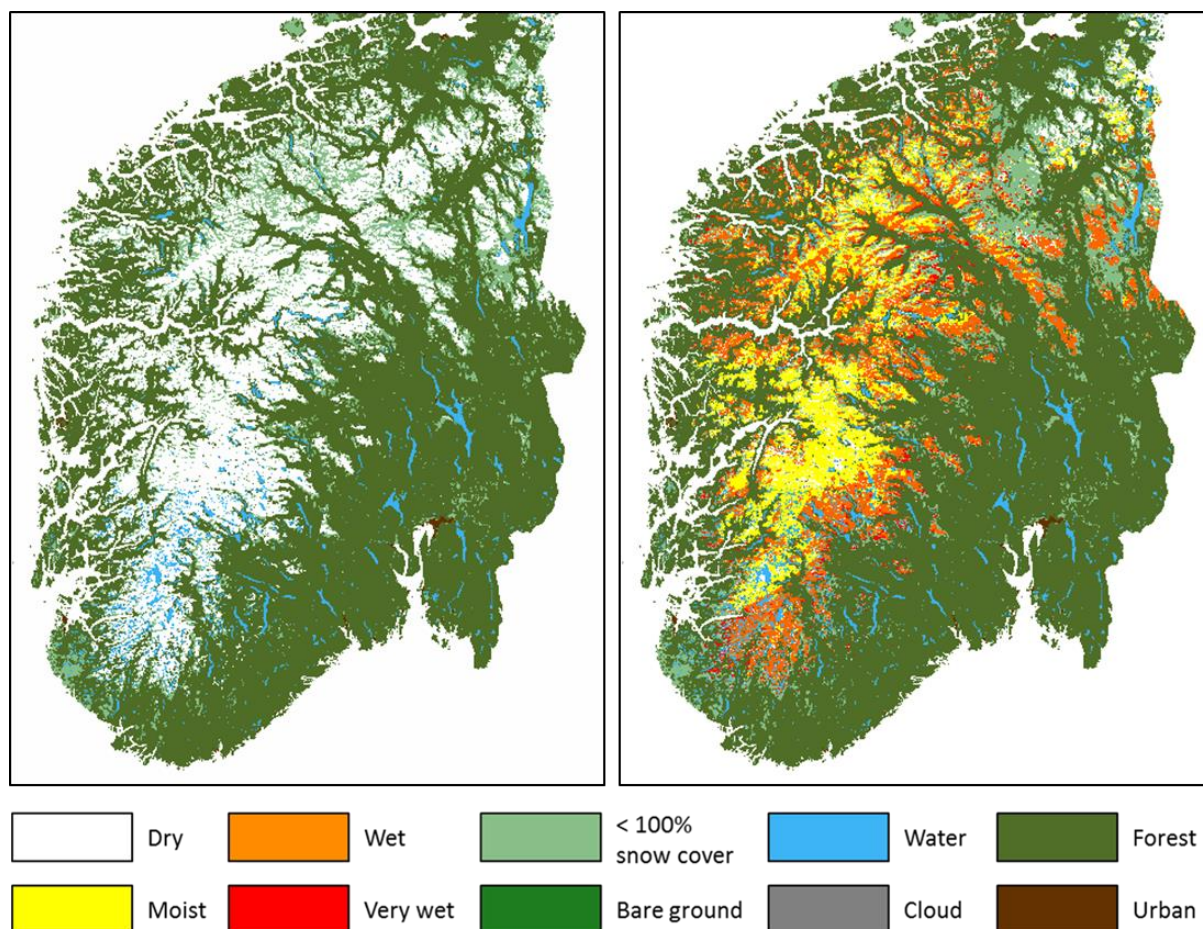 Dry
Wet
< 100%
snow cover
Water
Forest
Moist
Very wet
Bare ground
Cloud
Urban